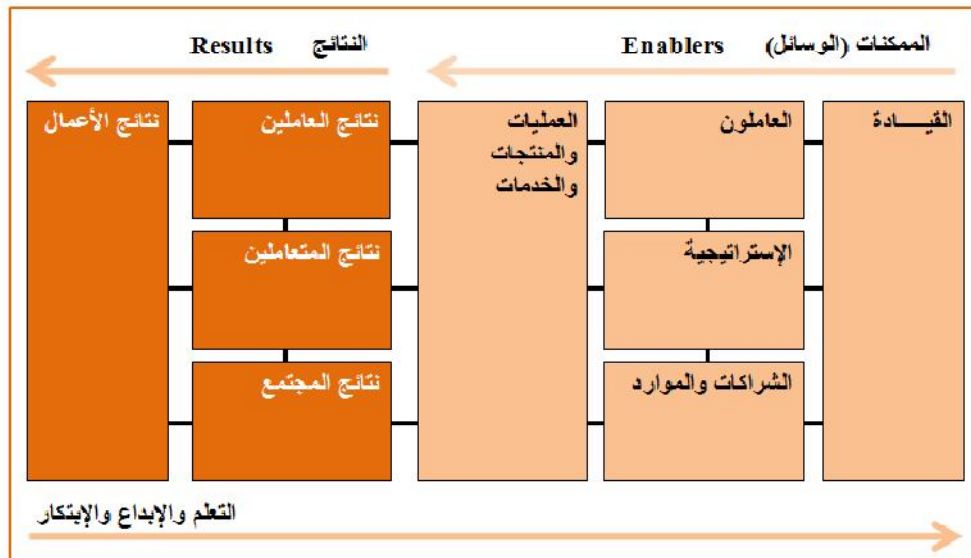 الممكنات (الوسائل) Enablers
النتائج Results
القيـــــادة
العاملون
الإستراتيجية
الشراكات والموارد
العمليات
والمنتجات
والخدمات
نتائج العاملين
نتائج المتعاملين
نتائج المجتمع
نتائج الأعمال
التعلم والإبداع والإبتكار